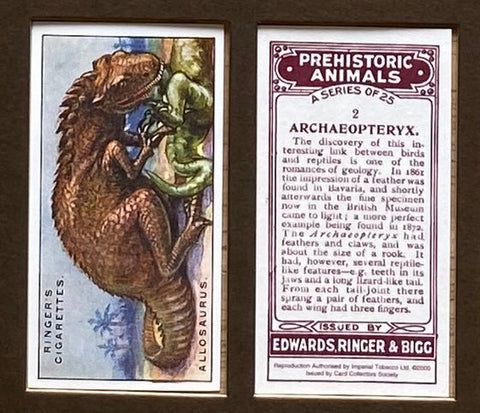 RINGER'S
CIGARETTES.
ALLOSAURUS.
PREHISTORIC
ANIMALS
A SERIES OF 25
2
ARCHAEOPTERYX.
The discovery of this in-
teresting link between birds
and reptiles is one of the
romances of geology. In 1861
the impression of a feather was
found in Bavaria, and shortly
afterwards the fine specimen
now in the British Museum
came to light; a more perfect
example being found in 1872.
The Archaeopteryx had
feathers and claws, and was
about the size of a rook. It
had, however, several reptile-
like features—e.g. teeth in its
jaws and a long lizard-like tail.
From each tail-joint there
sprang a pair of feathers, and
each wing had three fingers.
ISSUED BY
EDWARDS, RINGER & BIGG
Reproduction Authorised by Imperial Tobacco Ltd. ©2000
Issued by Card Collectors Society